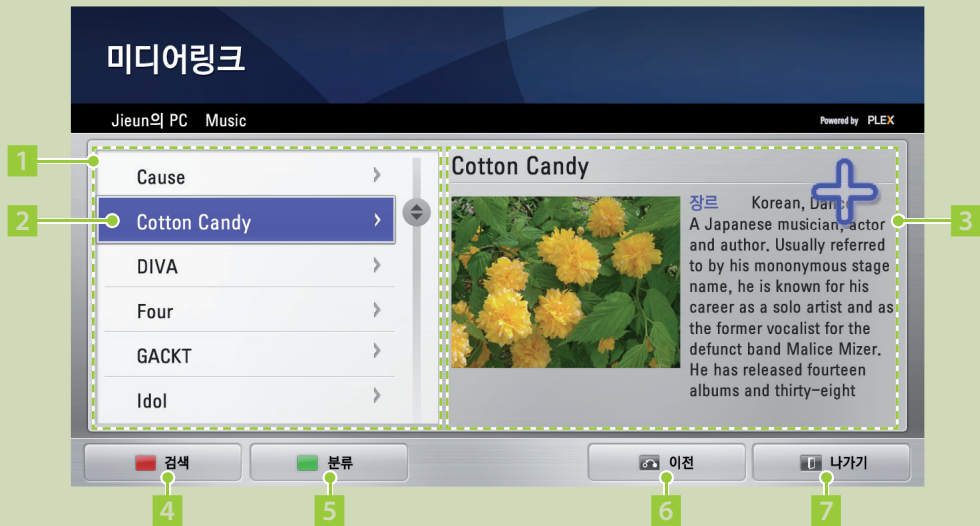 미디어링크
Jieun의 PC Music
Powered by PLEX
1
Cause
2
Cotton Candy
DIVA
Four
GACKT
Idol
Cotton Candy
장르 Korean, Dance
3
A Japanese musician, actor
and author. Usually referred
to by his mononymous stage
name, he is known for his
career as a solo artist and as
the former vocalist for the
defunct band Malice Mizer.
He has released fourteen
albums and thirty-eight
검색
분류
이전
나가기
4
5
6
7